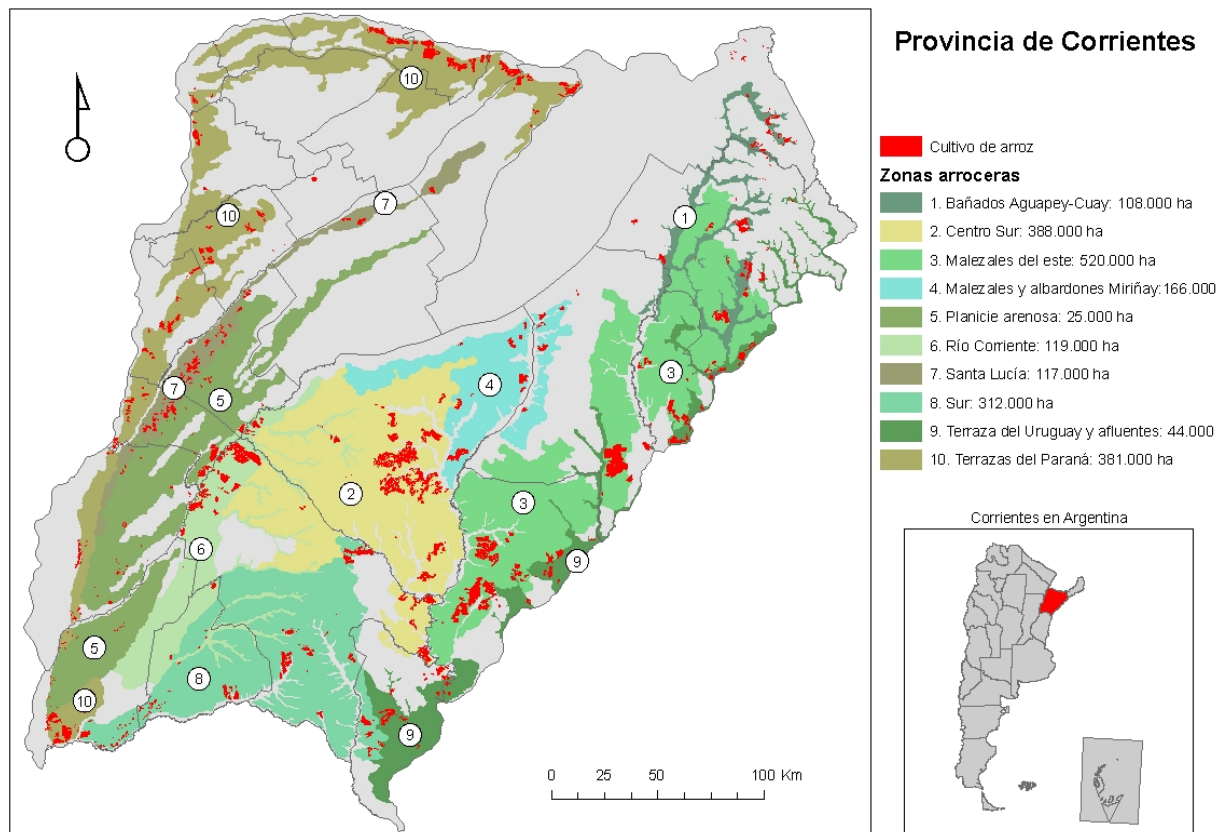 Provincia de Corrientes
Cultivo de arroz
Zonas arroceras
1. Bañados Aguapey-Cuay: 108.000 ha
2. Centro Sur: 388.000 ha
3. Malezales del este: 520.000 ha
4. Malezales y albardones Miriñay: 166.000
5. Planicie arenosa: 25.000 ha
6. Río Corriente: 119.000 ha
7. Santa Lucía: 117.000 ha
8. Sur: 312.000 ha
9. Terraza del Uruguay y afluentes: 44.000
10. Terrazas del Paraná: 381.000 ha
Corrientes en Argentina
10
7
10
1
3
4
7
5
2
3
6
9
5
8
10
9
0 25 50 100 Km